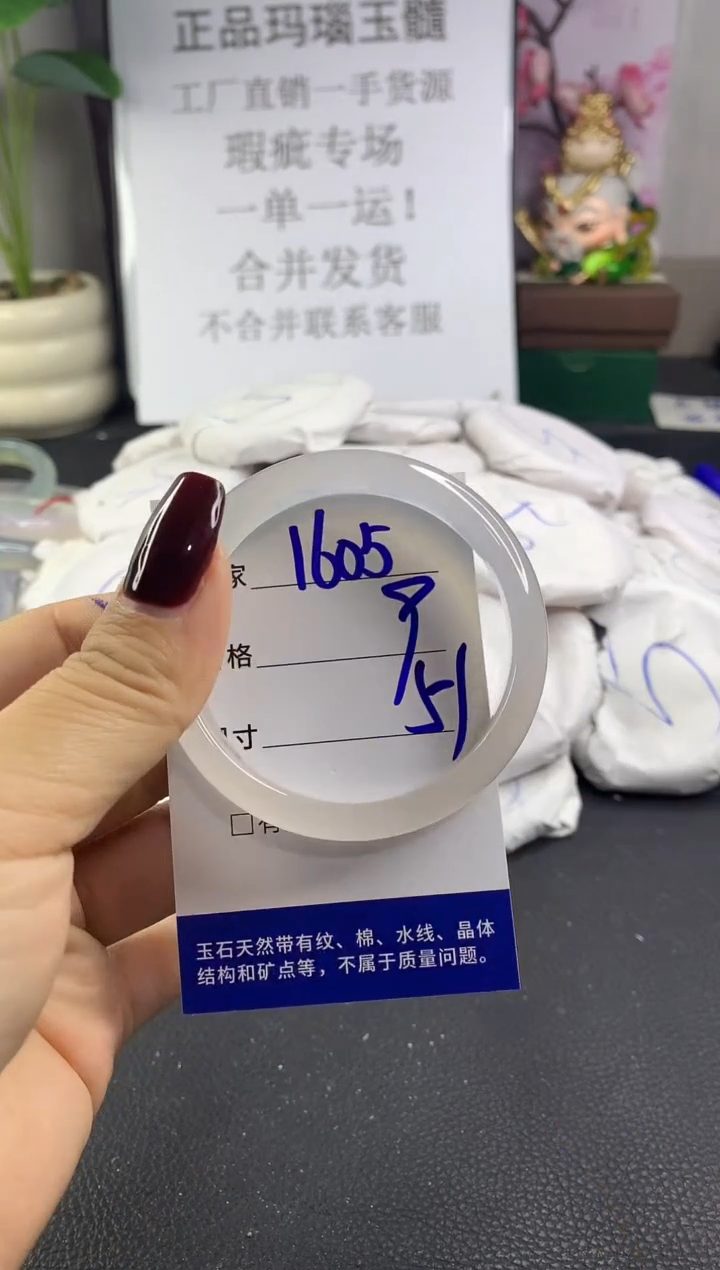 正品玛瑙玉髓
工厂直销一手货源
瑕疵专场
一单一运！
合并发货
不合并联系客服
家 1605
格
寸 51
□有
玉石天然带有纹、棉、水线、晶体
结构和矿点等，不属于质量问题。